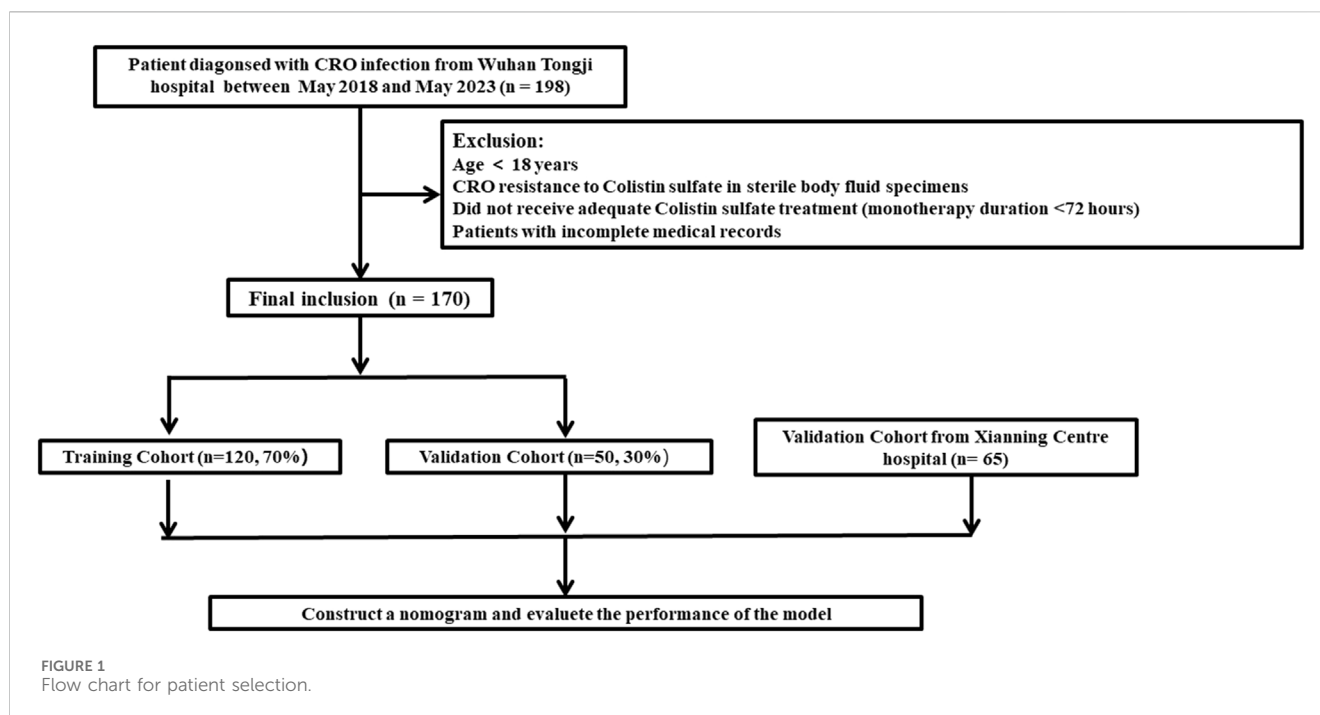 Patient diagonsed with CRO infection from Wuhan Tongji
hospital between May 2018 and May 2023 (n = 198)
Exclusion:
Age < 18 years
CRO resistance to Colistin sulfate in sterile body fluid specimens
Did not receive adequate Colistin sulfate treatment (monotherapy duration <72 hours)
Patients with incomplete medical records
Final inclusion (n = 170)
Training Cohort (n=120, 70%)
Validation Cohort (n=50, 30%)
Validation Cohort from Xianning Centre
hospital (n= 65)
Construct a nomogram and evaluete the performance of the model
FIGURE 1
Flow chart for patient selection.